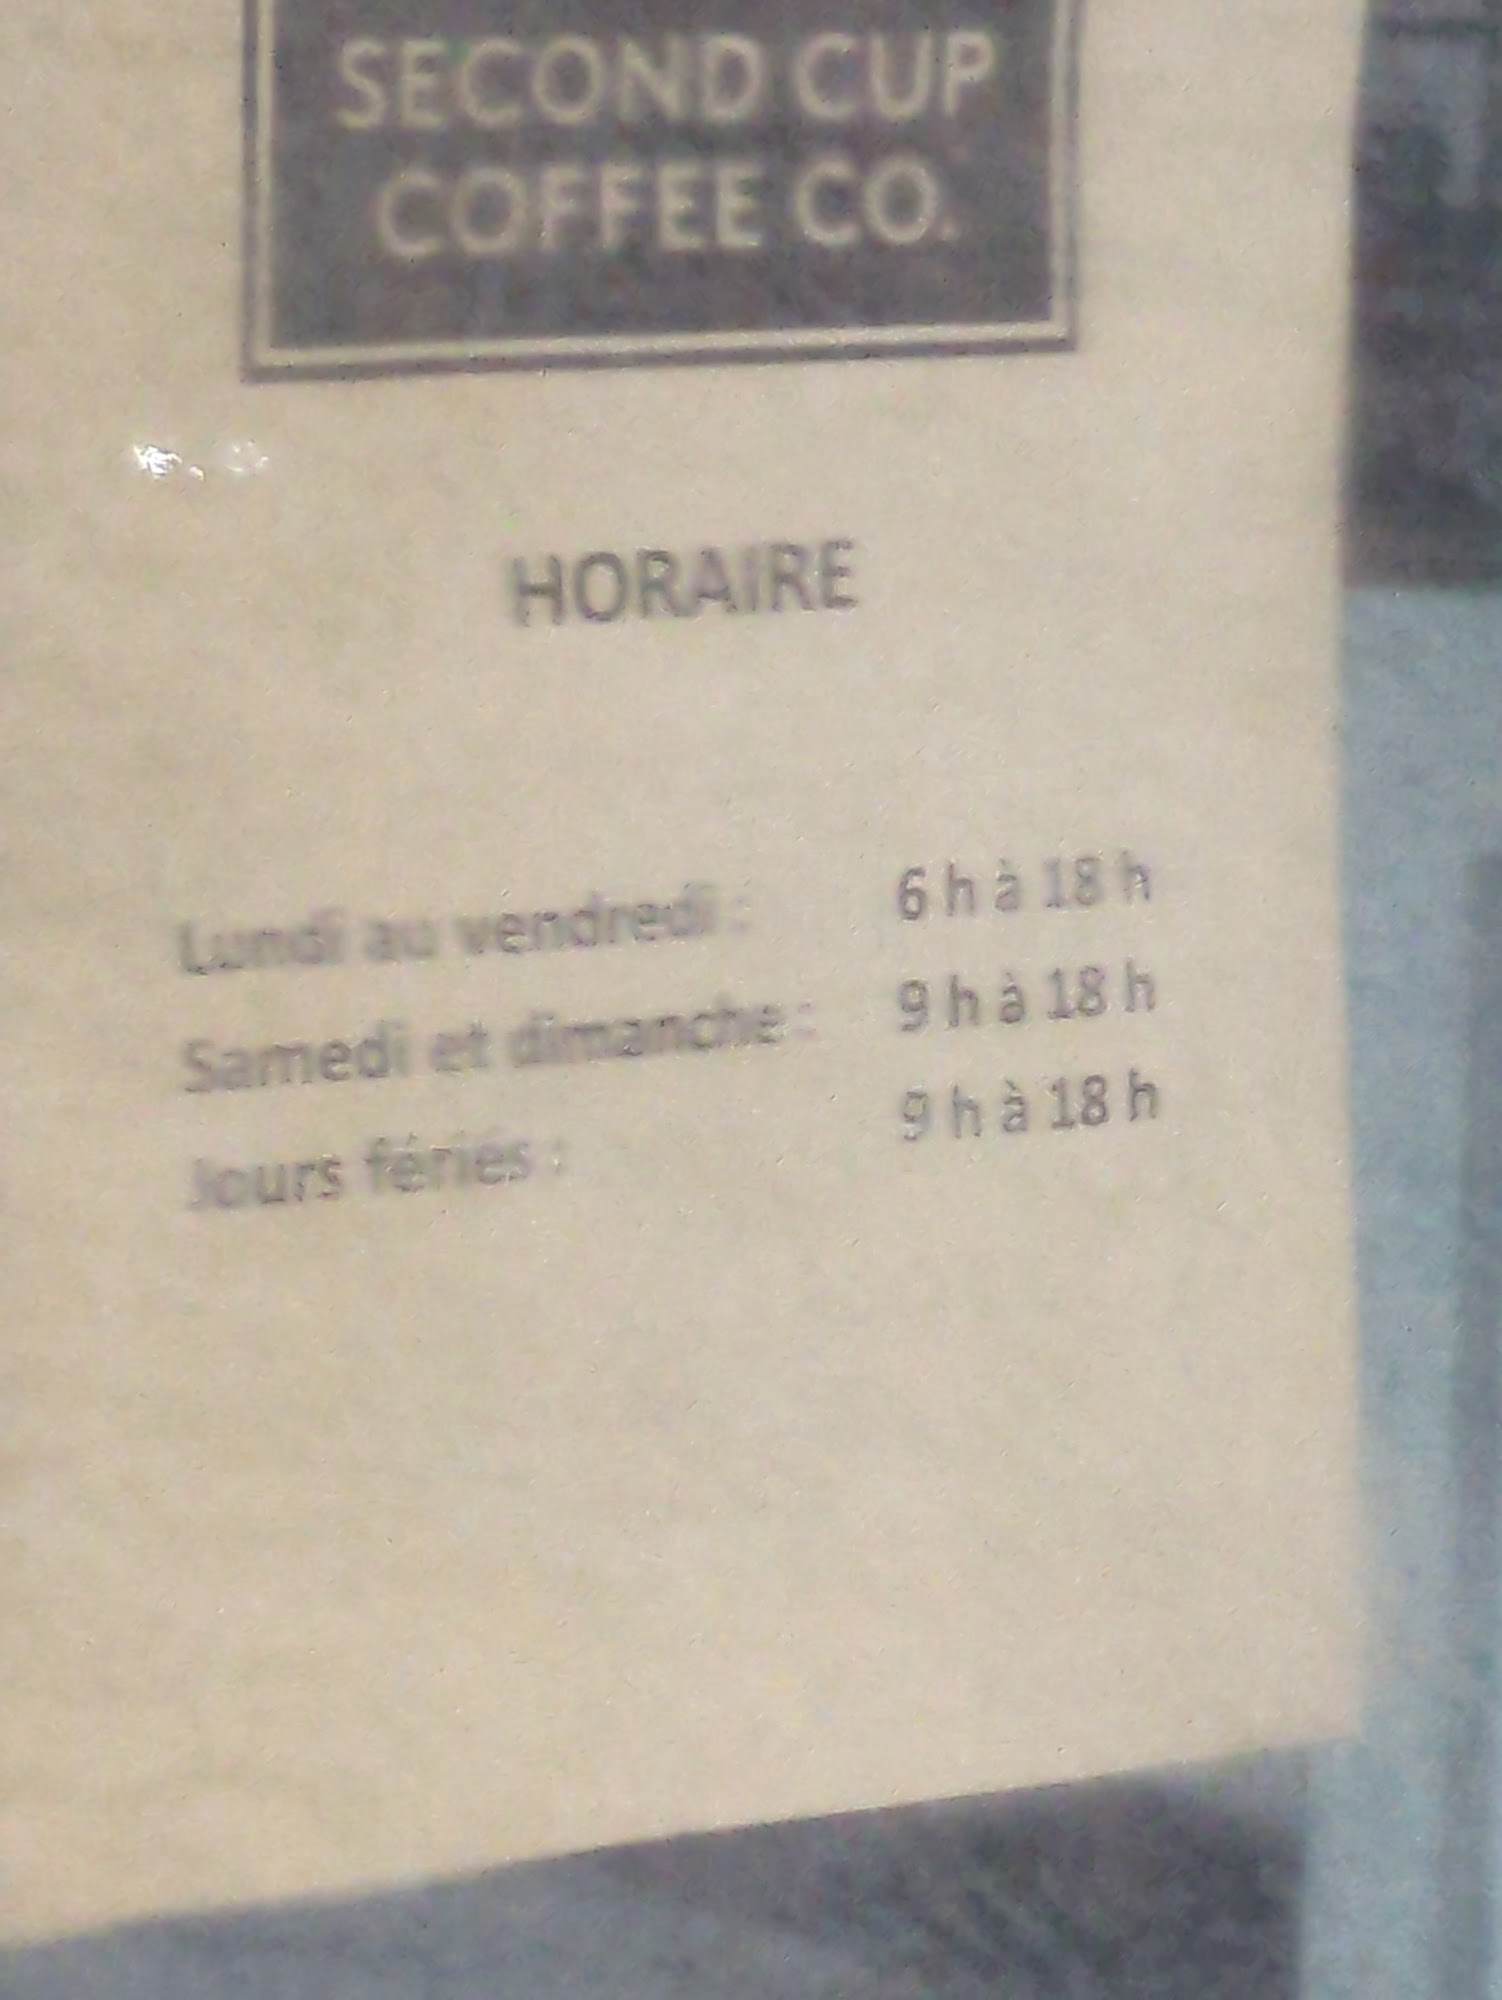 SECOND CUP
COFFEE CO.
HORAIRE
Lundi au vendredi : 6 h à 18 h
Samedi et dimanche : 9 h à 18 h
Jours fériés : 9 h à 18 h